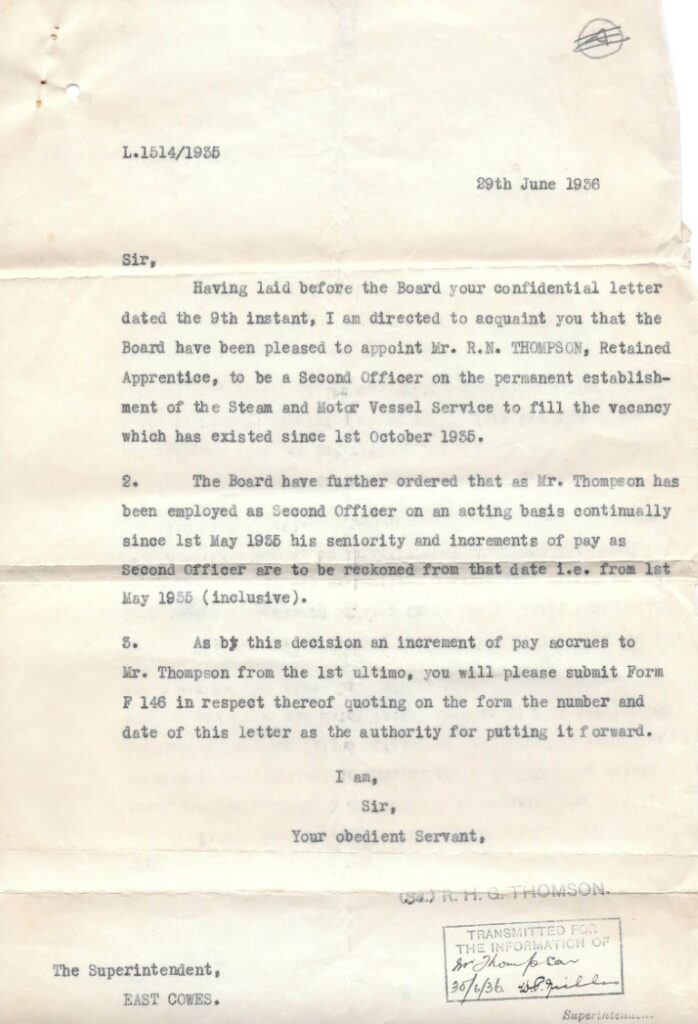 L.1514/1935
29th June 1936
Sir,
Having laid before the Board your confidential letter
dated the 9th instant, I am directed to acquaint you that the
Board have been pleased to appoint Mr. R.N. THOMPSON, Retained
Apprentice, to be a Second Officer on the permanent establish-
ment of the Steam and Motor Vessel Service to fill the vacancy
which has existed since 1st October 1935.
2. The Board have further ordered that as Mr. Thompson has
been employed as Second Officer on an acting basis continually
since 1st May 1935 his seniority and increments of pay as
Second Officer are to be reckoned from that date i.e. from 1st
May 1935 (inclusive).
3. As by this decision an increment of pay accrues to
Mr. Thompson from the 1st ultimo, you will please submit Form
F 146 in respect thereof quoting on the form the number and
date of this letter as the authority for putting it forward.
I am,
Sir,
Your obedient Servant,
(Sd.) R. H. G. THOMSON.
TRANSMITTED FOR
THE INFORMATION OF
Mr Thompson
30/6/36
Superintendent.
The Superintendent,
EAST COWES.